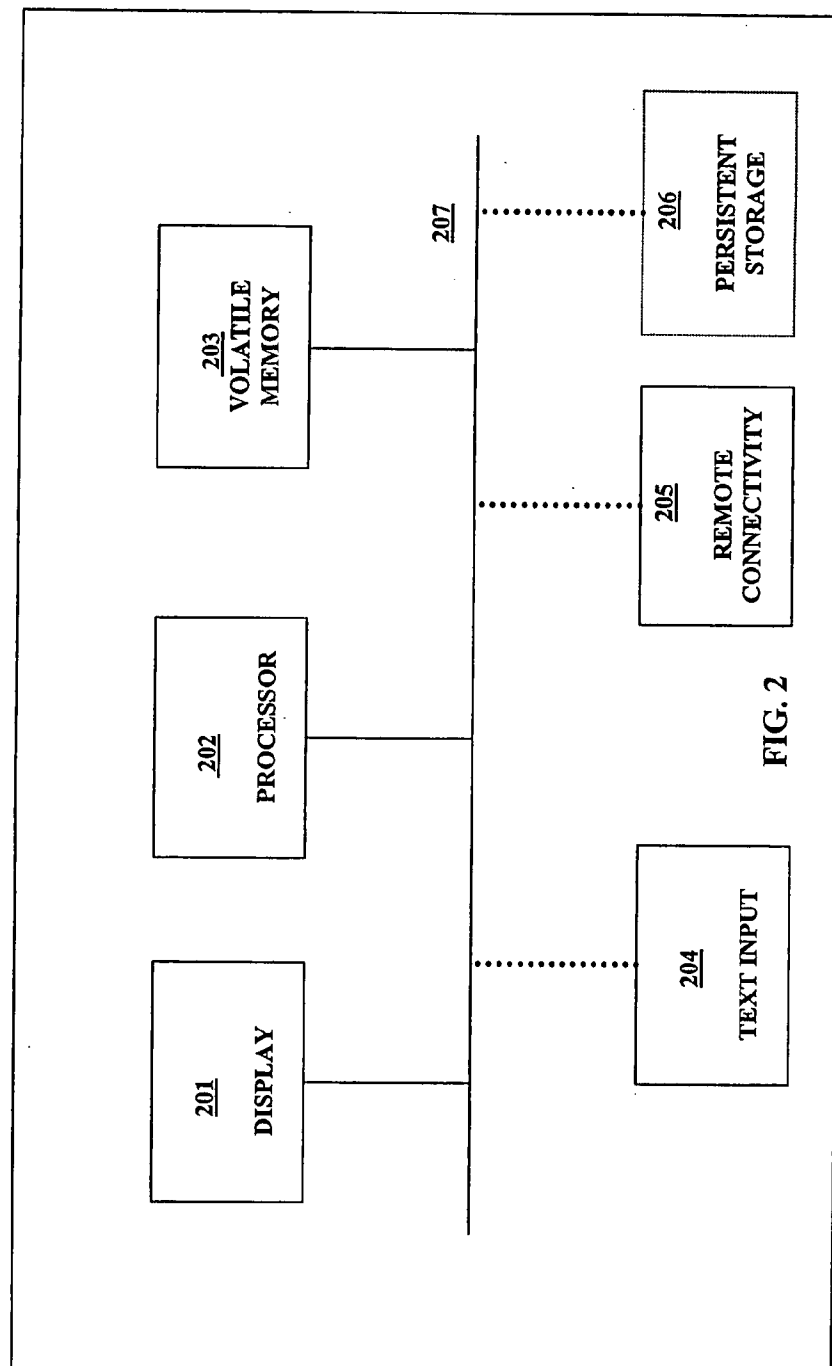 201
DISPLAY
202
PROCESSOR
203
VOLATILE
MEMORY
207
204
TEXT INPUT
205
REMOTE
CONNECTIVITY
206
PERSISTENT
STORAGE
FIG. 2